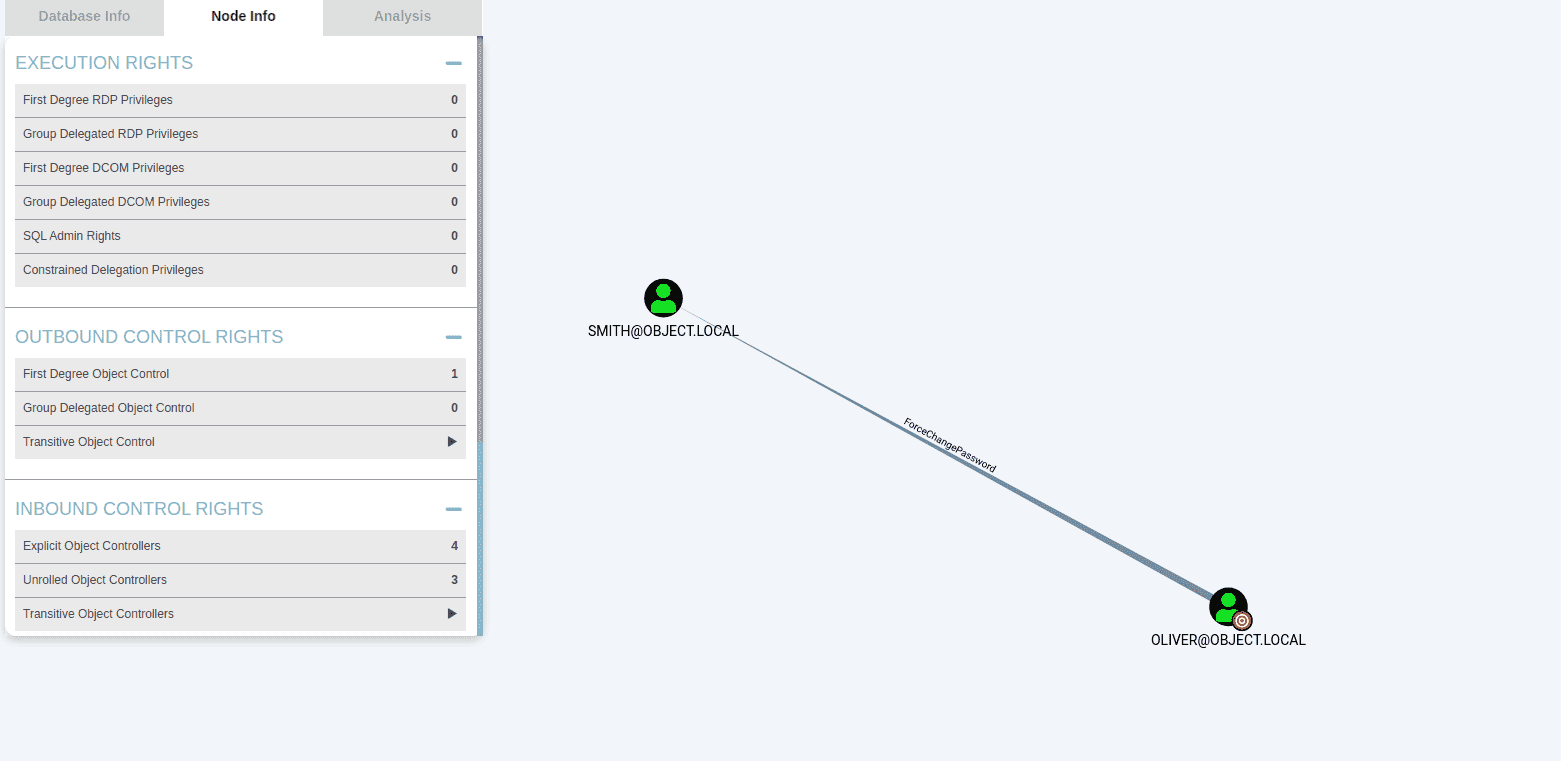 Database Info
Node Info
Analysis
EXECUTION RIGHTS
First Degree RDP Privileges 0
Group Delegated RDP Privileges 0
First Degree DCOM Privileges 0
Group Delegated DCOM Privileges 0
SQL Admin Rights 0
Constrained Delegation Privileges 0
OUTBOUND CONTROL RIGHTS
First Degree Object Control 1
Group Delegated Object Control 0
Transitive Object Control
INBOUND CONTROL RIGHTS
Explicit Object Controllers 4
Unrolled Object Controllers 3
Transitive Object Controllers
SMITH@OBJECT.LOCAL
ForceChangePassword
OLIVER@OBJECT.LOCAL